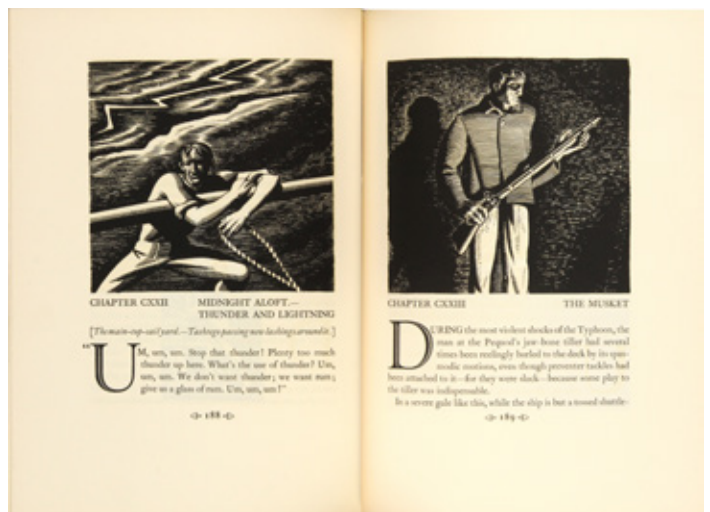 CHAPTER CXXII MIDNIGHT ALOFT.—
THUNDER AND LIGHTNING
[The main-top-sail yard.—Tashtego passing new lashings around it.]
"UM, um, um. Stop that thunder! Plenty too much
thunder up here. What's the use of thunder? Um,
um, um. We don't want thunder; we want rum;
give us a glass of rum. Um, um, um!"
188
CHAPTER CXXIII THE MUSKET
DURING the most violent shocks of the Typhoon, the
man at the Pequod's jaw-bone tiller had several
times been reelingly hurled to the deck by its spas-
modic motions, even though preventer tackles had
been attached to it—for they were slack—because some play to
the tiller was indispensable.
In a severe gale like this, while the ship is but a tossed shuttle-
189